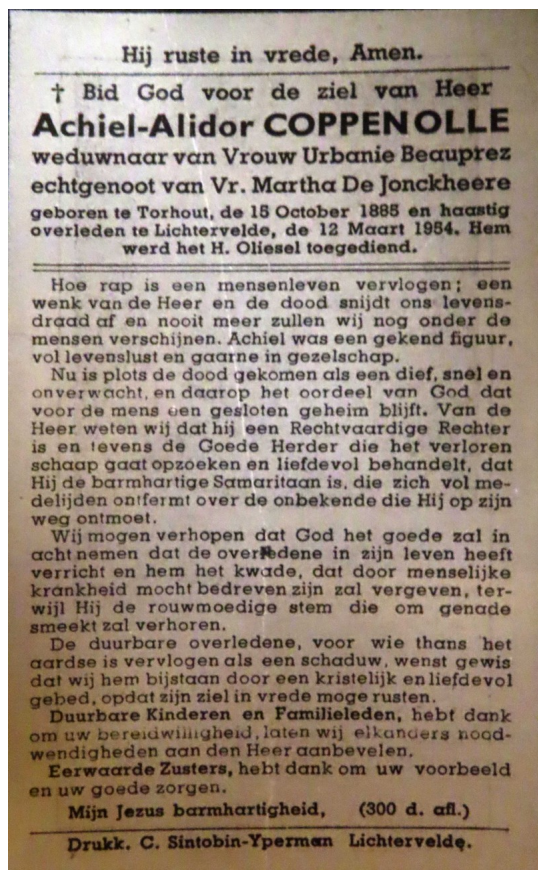 Hij ruste in vrede, Amen.
† Bid God voor de ziel van Heer
Achiel-Alidor COPPENOLLE
weduwnaar van Vrouw Urbanie Beauprez
echtgenoot van Vr. Martha De Jonckheere
geboren te Torhout, de 15 October 1885 en haastig
overleden te Lichtervelde, de 12 Maart 1954. Hem
werd het H. Oliesel toegediend.
Hoe rap is een mensenleven vervlogen; een
wenk van de Heer en de dood snijdt ons levens-
draad af en nooit meer zullen wij nog onder de
mensen verschijnen. Achiel was een gekend figuur,
vol levenslust en gaarne in gezelschap.
Nu is plots de dood gekomen als een dief, snel en
onverwacht, en daarop het oordeel van God dat
voor de mens een gesloten geheim blijft. Van de
Heer weten wij dat hij een Rechtvaardige Rechter
is en tevens de Goede Herder die het verloren
schaap gaat opzoeken en liefdevol behandelt, dat
Hij de barmhartige Samaritaan is, die zich vol me-
delijden ontfermt over de onbekende die Hij op zijn
weg ontmoet.
Wij mogen verhopen dat God het goede zal in
acht nemen dat de overledene in zijn leven heeft
verricht en hem het kwade, dat door menselijke
krankheid mocht bedreven zijn zal vergeven, ter-
wijl Hij de rouwmoedige stem die om genade
smeekt zal verhoren.
De duurbare overledene, voor wie thans het
aardse is vervlogen als een schaduw, wenst gewis
dat wij hem bijstaan door een kristelijk en liefdevol
gebed, opdat zijn ziel in vrede moge rusten.
Duurbare Kinderen en Familieleden, hebt dank
om uw bereidwilligheid, laten wij elkanders nood-
wendigheden aan den Heer aanbevelen.
Eerwaarde Zusters, hebt dank om uw voorbeeld
en uw goede zorgen.
Mijn Jezus barmhartigheid, (300 d. afl.)
Drukk. C. Sintobin-Yperman Lichtervelde.